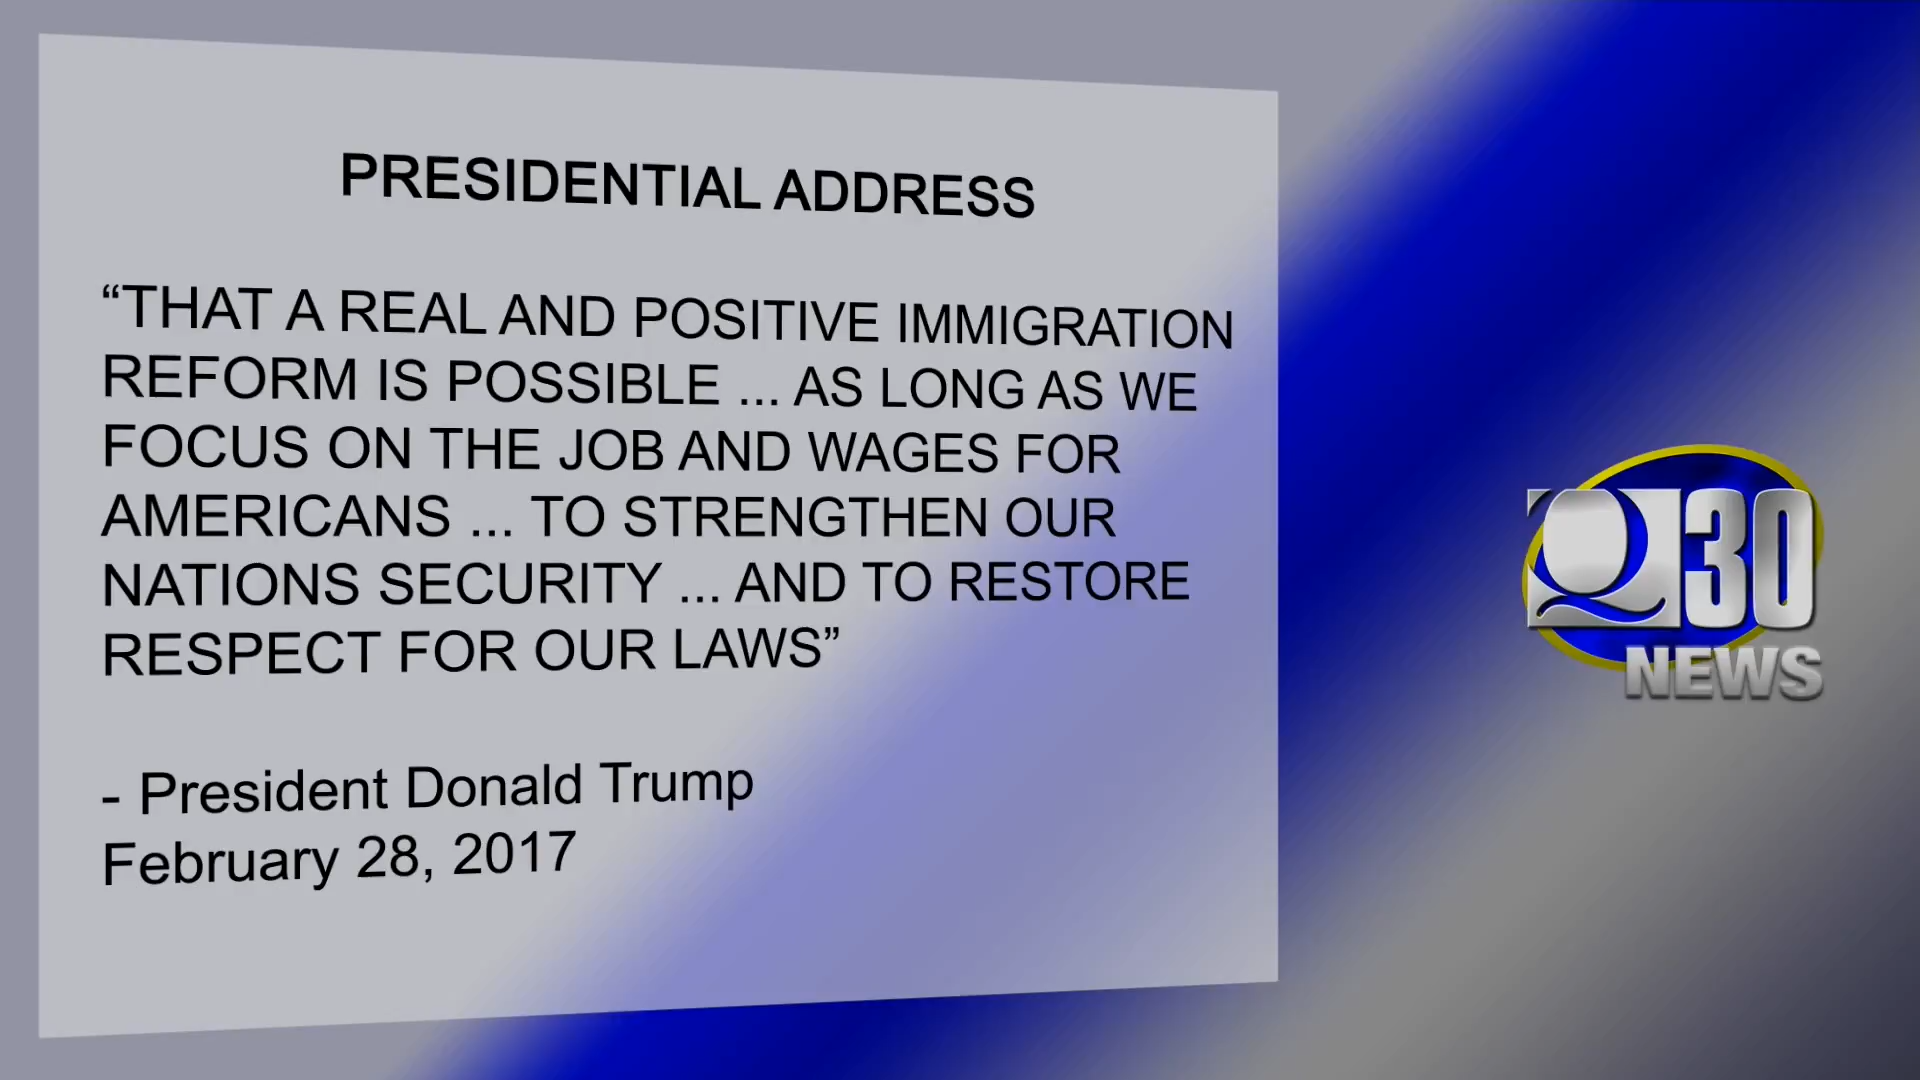 PRESIDENTIAL ADDRESS
“THAT A REAL AND POSITIVE IMMIGRATION
REFORM IS POSSIBLE ... AS LONG AS WE
FOCUS ON THE JOB AND WAGES FOR
AMERICANS ... TO STRENGTHEN OUR
NATIONS SECURITY ... AND TO RESTORE
RESPECT FOR OUR LAWS”
- President Donald Trump
February 28, 2017
Q30
NEWS